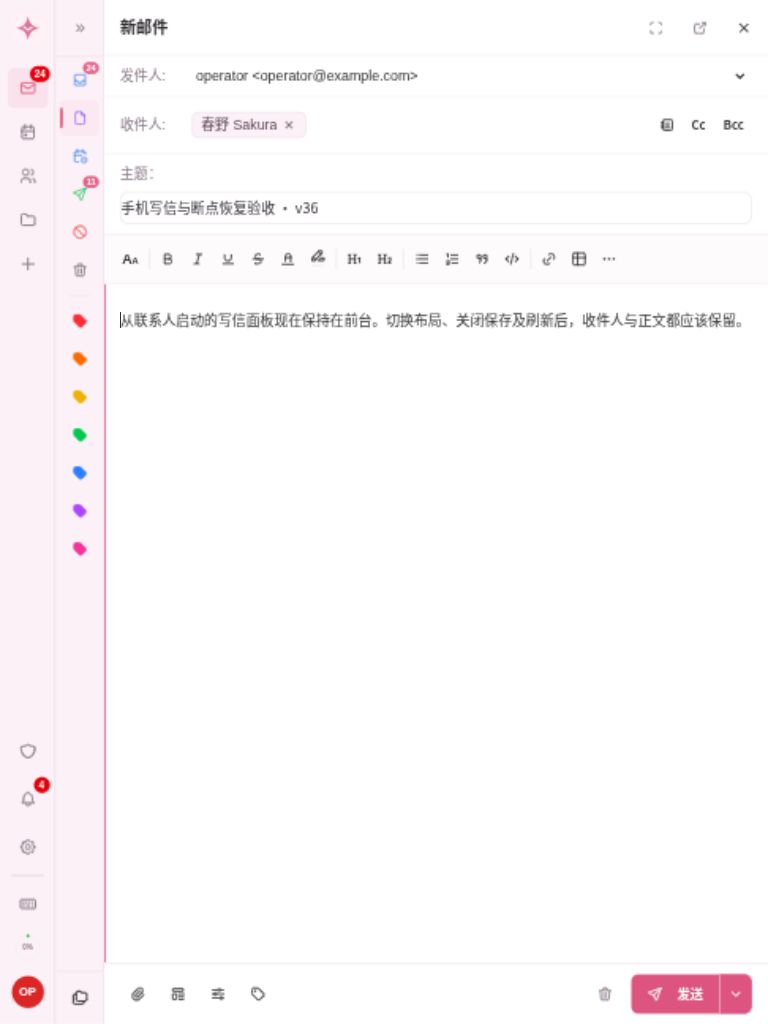 新邮件
发件人: operator <operator@example.com>
收件人: 春野 Sakura × Cc Bcc
主题:
手机写信与断点恢复验收 · v36
AA B I U S A H1 H2
从联系人启动的写信面板现在保持在前台。切换布局、关闭保存及刷新后，收件人与正文都应该保留。
24
24
11
4
0%
OP
发送